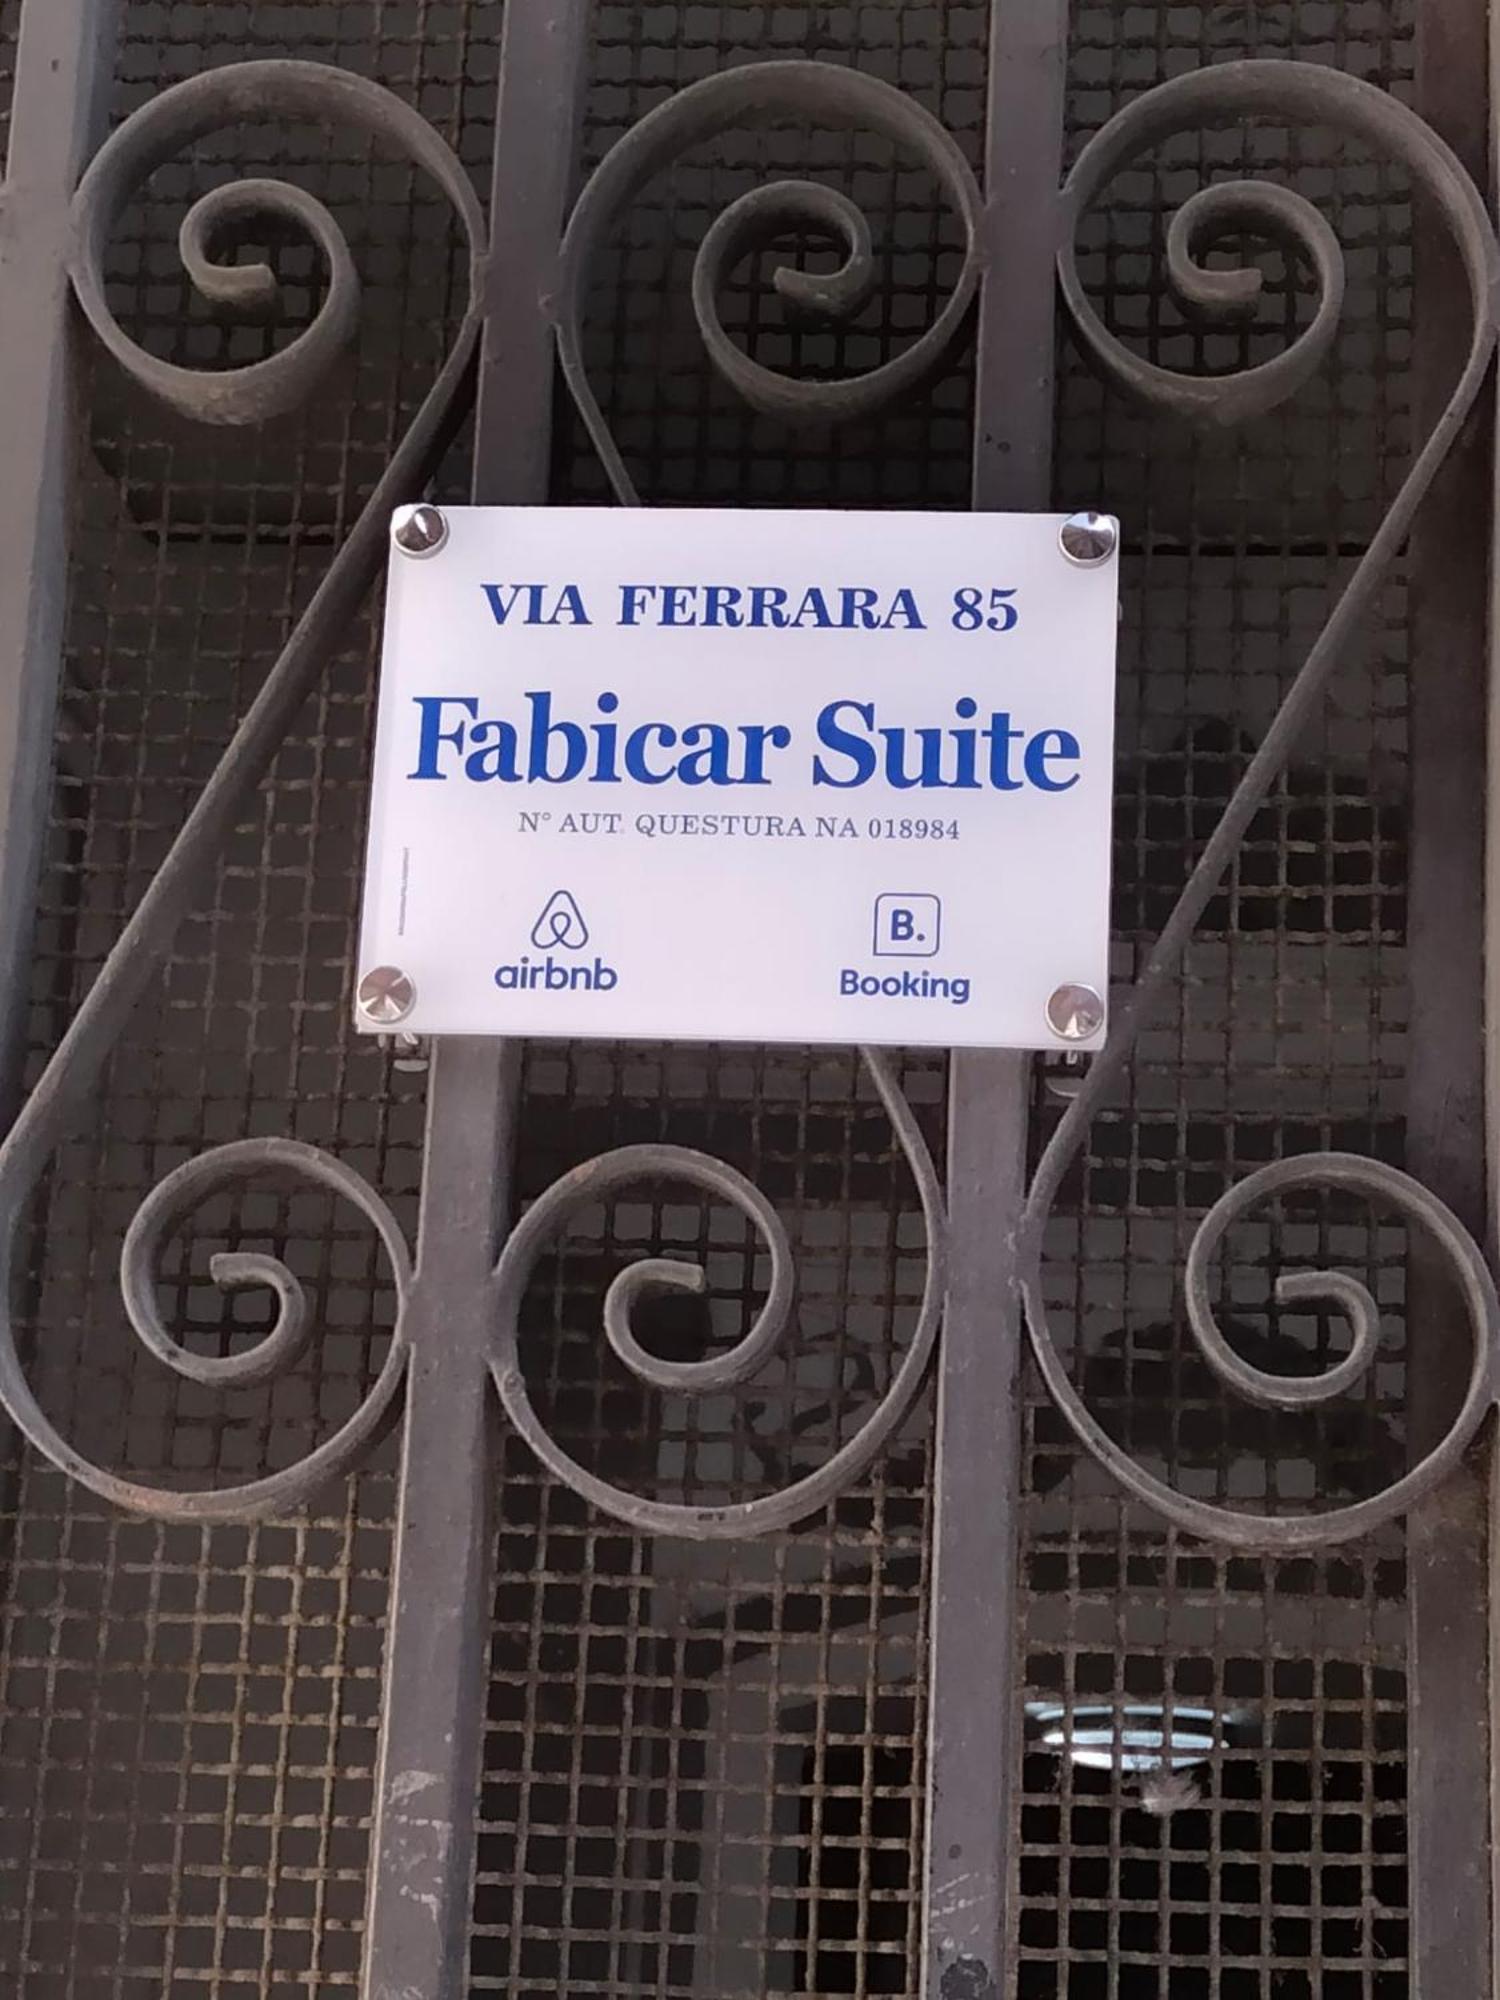 VIA FERRARA 85
Fabicar Suite
N° AUT. QUESTURA NA 018984
airbnb
B.
Booking